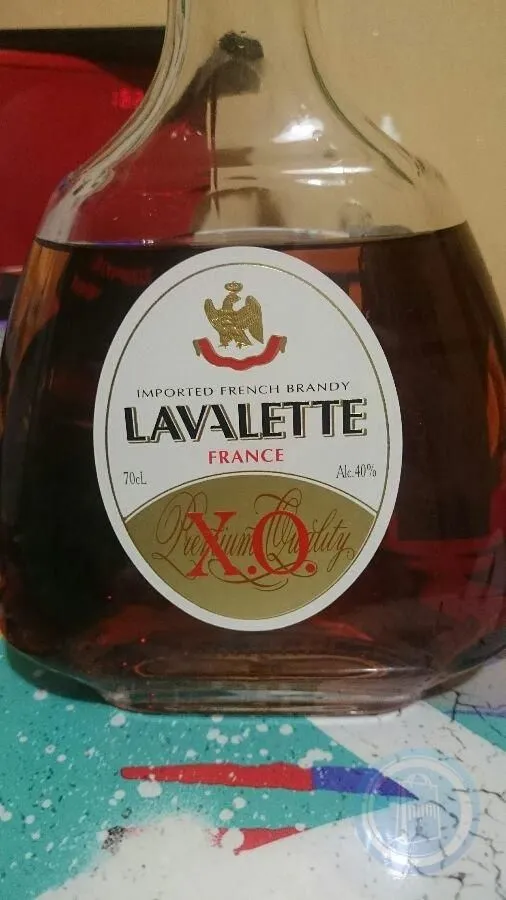 IMPORTED FRENCH BRANDY
LAVALETTE
FRANCE
70cL Alc.40%
Premium Quality
X.O.